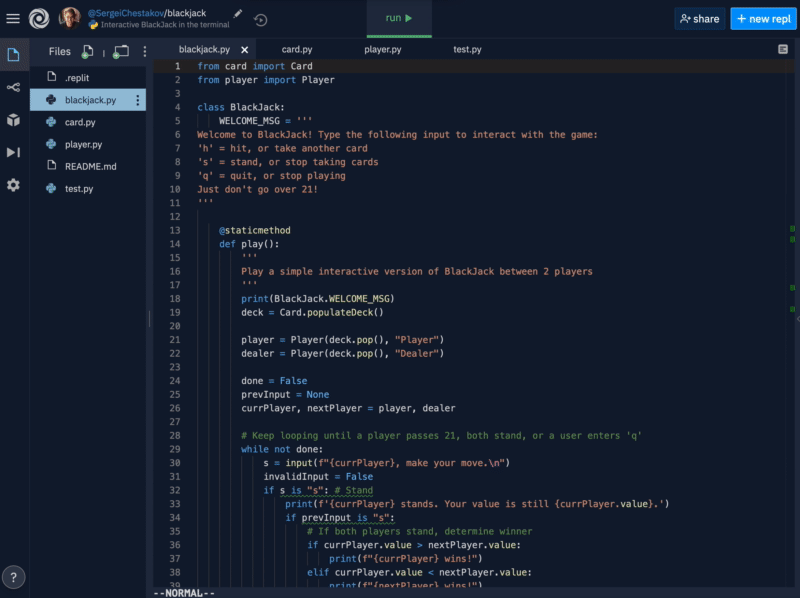 @SergeiChestakov/blackjack
Interactive BlackJack in the terminal
run
share
+ new repl
Files
blackjack.py
card.py
player.py
test.py
.replit
blackjack.py
card.py
player.py
README.md
test.py
1 from card import Card
2 from player import Player
3
4 class BlackJack:
5 WELCOME_MSG = '''
6 Welcome to BlackJack! Type the following input to interact with the game:
7 'h' = hit, or take another card
8 's' = stand, or stop taking cards
9 'q' = quit, or stop playing
10 Just don't go over 21!
11 '''
12
13 @staticmethod
14 def play():
15 '''
16 Play a simple interactive version of BlackJack between 2 players
17 '''
18 print(BlackJack.WELCOME_MSG)
19 deck = Card.populateDeck()
20
21 player = Player(deck.pop(), "Player")
22 dealer = Player(deck.pop(), "Dealer")
23
24 done = False
25 prevInput = None
26 currPlayer, nextPlayer = player, dealer
27
28 # Keep looping until a player passes 21, both stand, or a user enters 'q'
29 while not done:
30 s = input(f"{currPlayer}, make your move.\n")
31 invalidInput = False
32 if s is "s": # Stand
33 print(f'{currPlayer} stands. Your value is still {currPlayer.value}.')
34 if prevInput is "s":
35 # If both players stand, determine winner
36 if currPlayer.value > nextPlayer.value:
37 print(f"{currPlayer} wins!")
38 elif currPlayer.value < nextPlayer.value:
39 print(f"{nextPlayer} wins!")
--NORMAL--
?